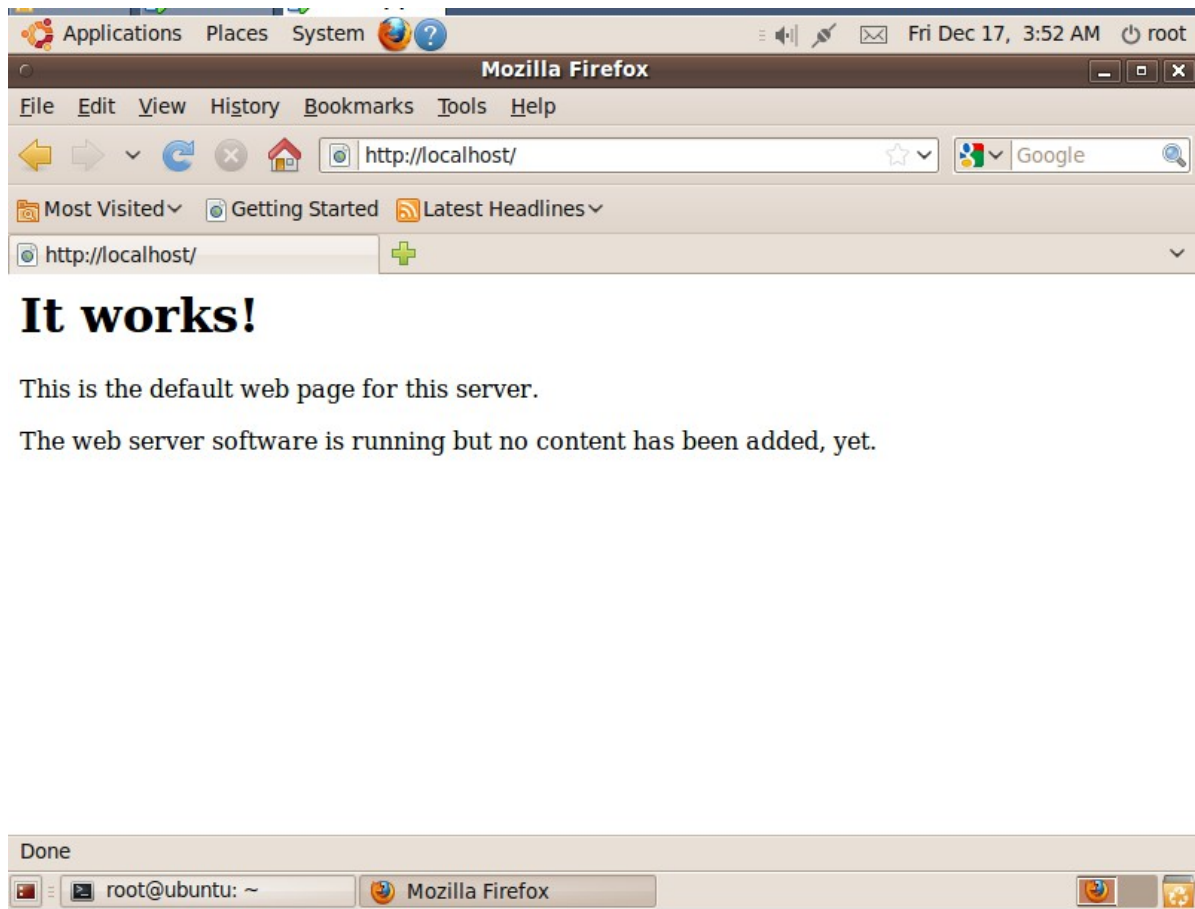 Applications Places System Fri Dec 17, 3:52 AM root
Mozilla Firefox
File Edit View History Bookmarks Tools Help
http://localhost/ Google
Most Visited Getting Started Latest Headlines
http://localhost/
It works!
This is the default web page for this server.
The web server software is running but no content has been added, yet.
Done
root@ubuntu: ~ Mozilla Firefox